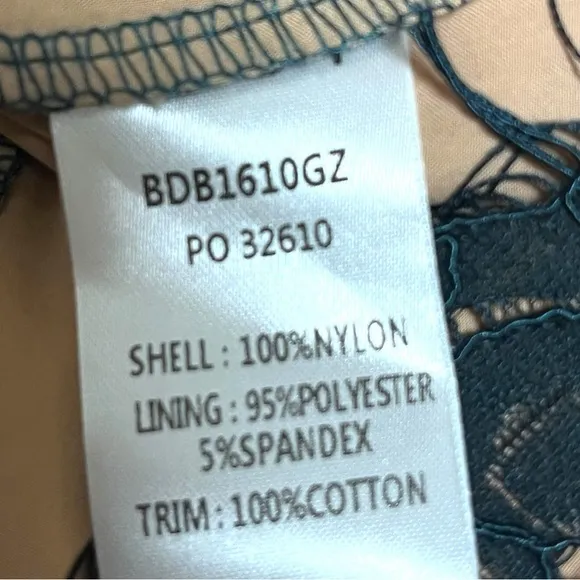 BDB1610GZ
PO 32610
SHELL : 100%NYLON
LINING : 95%POLYESTER
5%SPANDEX
TRIM : 100%COTTON